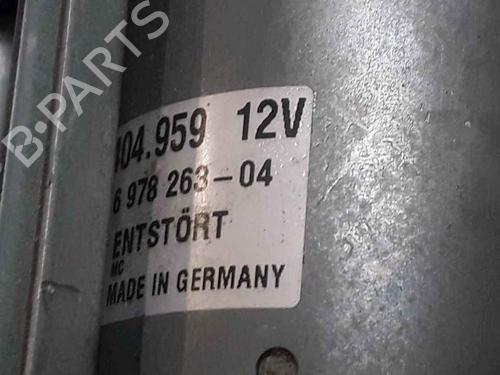 B-PARTS
404.959 12V
6 978 263-04
ENTSTÖRT
MC
MADE IN GERMANY